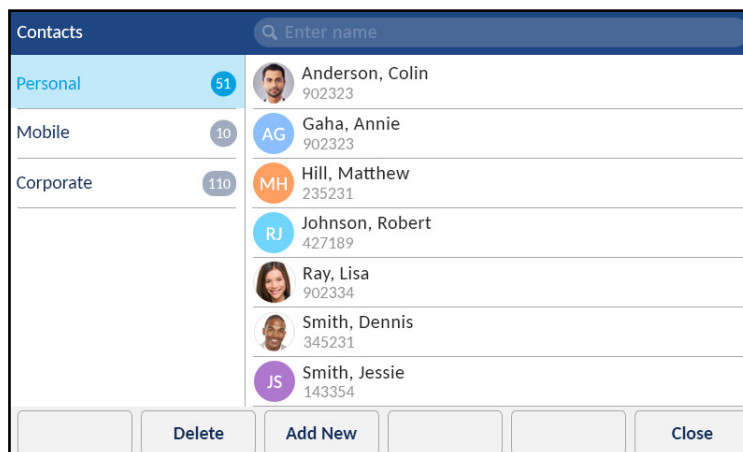 Contacts
Enter name
Personal 51
Mobile 10
Corporate 110
Anderson, Colin
902323
AG
Gaha, Annie
902323
MH
Hill, Matthew
235231
RJ
Johnson, Robert
427189
Ray, Lisa
902334
Smith, Dennis
345231
JS
Smith, Jessie
143354
Delete
Add New
Close